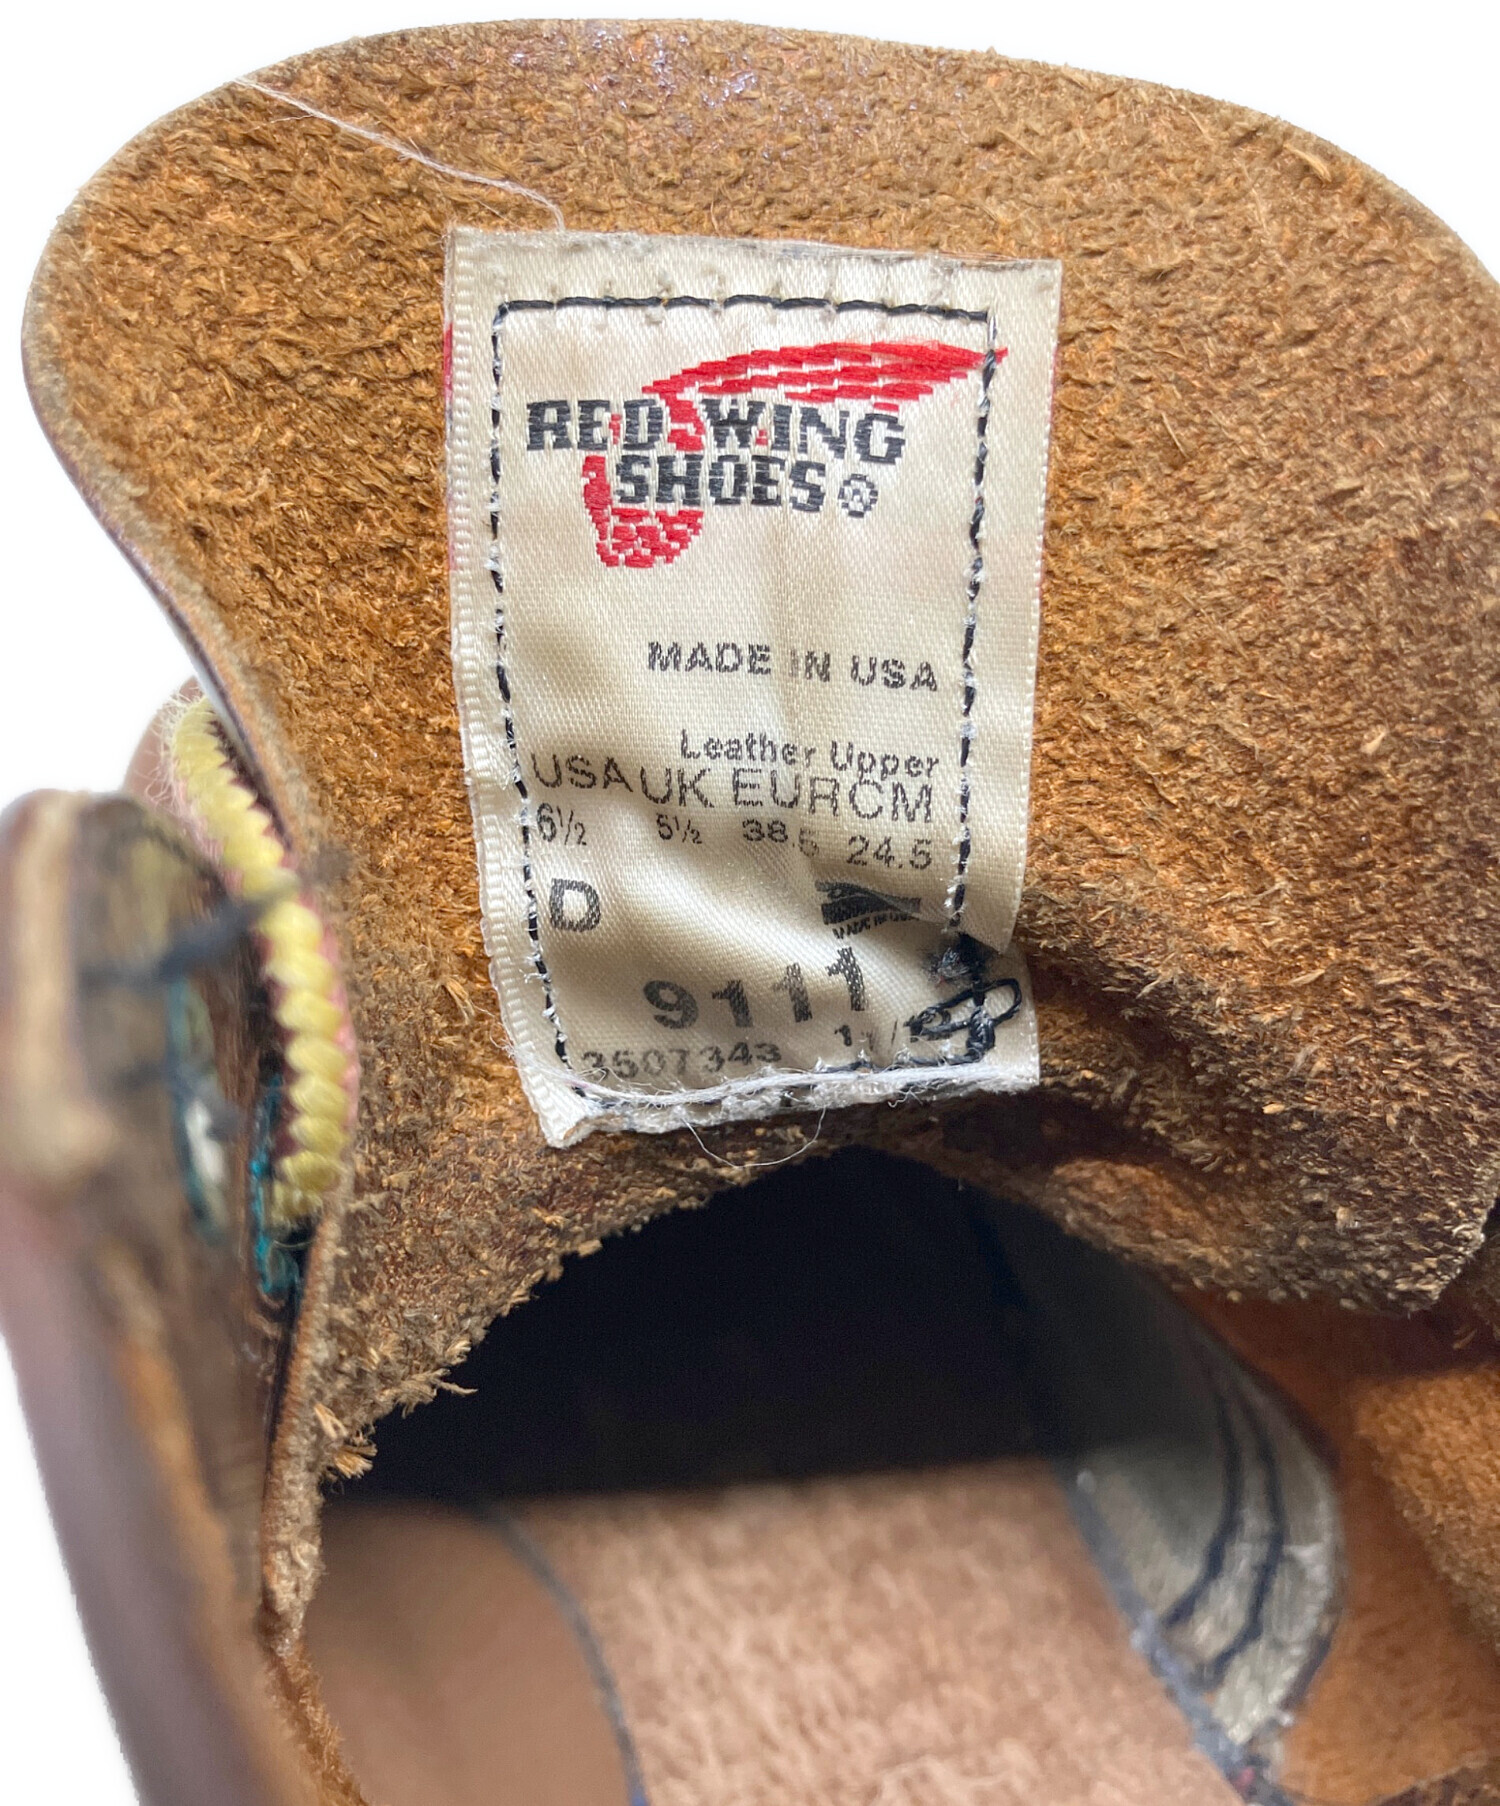 RED WING
SHOES®
MADE IN USA
Leather Upper
USA UK EUR CM
6½ 5½ 38.5 24.5
D
9111
3507343